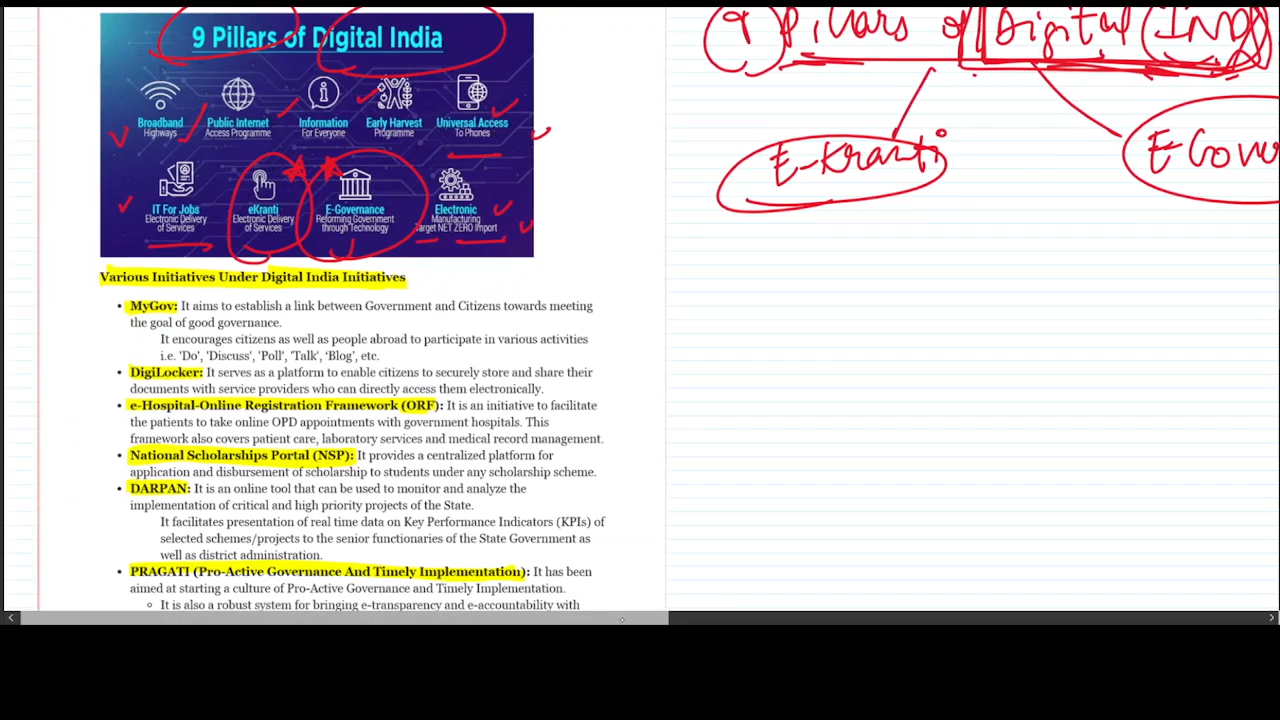 9 Pillars of Digital India
Broadband Highways
Public Internet Access Programme
Information For Everyone
Early Harvest Programme
Universal Access To Phones
IT For Jobs Electronic Delivery of Services
eKranti Electronic Delivery of Services
E-Governance Reforming Government through Technology
Electronic Manufacturing Target NET ZERO Import
Various Initiatives Under Digital India Initiatives
• MyGov: It aims to establish a link between Government and Citizens towards meeting
the goal of good governance.
It encourages citizens as well as people abroad to participate in various activities
i.e. 'Do', 'Discuss', 'Poll', 'Talk', 'Blog', etc.
• DigiLocker: It serves as a platform to enable citizens to securely store and share their
documents with service providers who can directly access them electronically.
• e-Hospital-Online Registration Framework (ORF): It is an initiative to facilitate
the patients to take online OPD appointments with government hospitals. This
framework also covers patient care, laboratory services and medical record management.
• National Scholarships Portal (NSP): It provides a centralized platform for
application and disbursement of scholarship to students under any scholarship scheme.
• DARPAN: It is an online tool that can be used to monitor and analyze the
implementation of critical and high priority projects of the State.
It facilitates presentation of real time data on Key Performance Indicators (KPIs) of
selected schemes/projects to the senior functionaries of the State Government as
well as district administration.
• PRAGATI (Pro-Active Governance And Timely Implementation): It has been
aimed at starting a culture of Pro-Active Governance and Timely Implementation.
◦ It is also a robust system for bringing e-transparency and e-accountability with
9 Pillars of Digital
E-Kranti